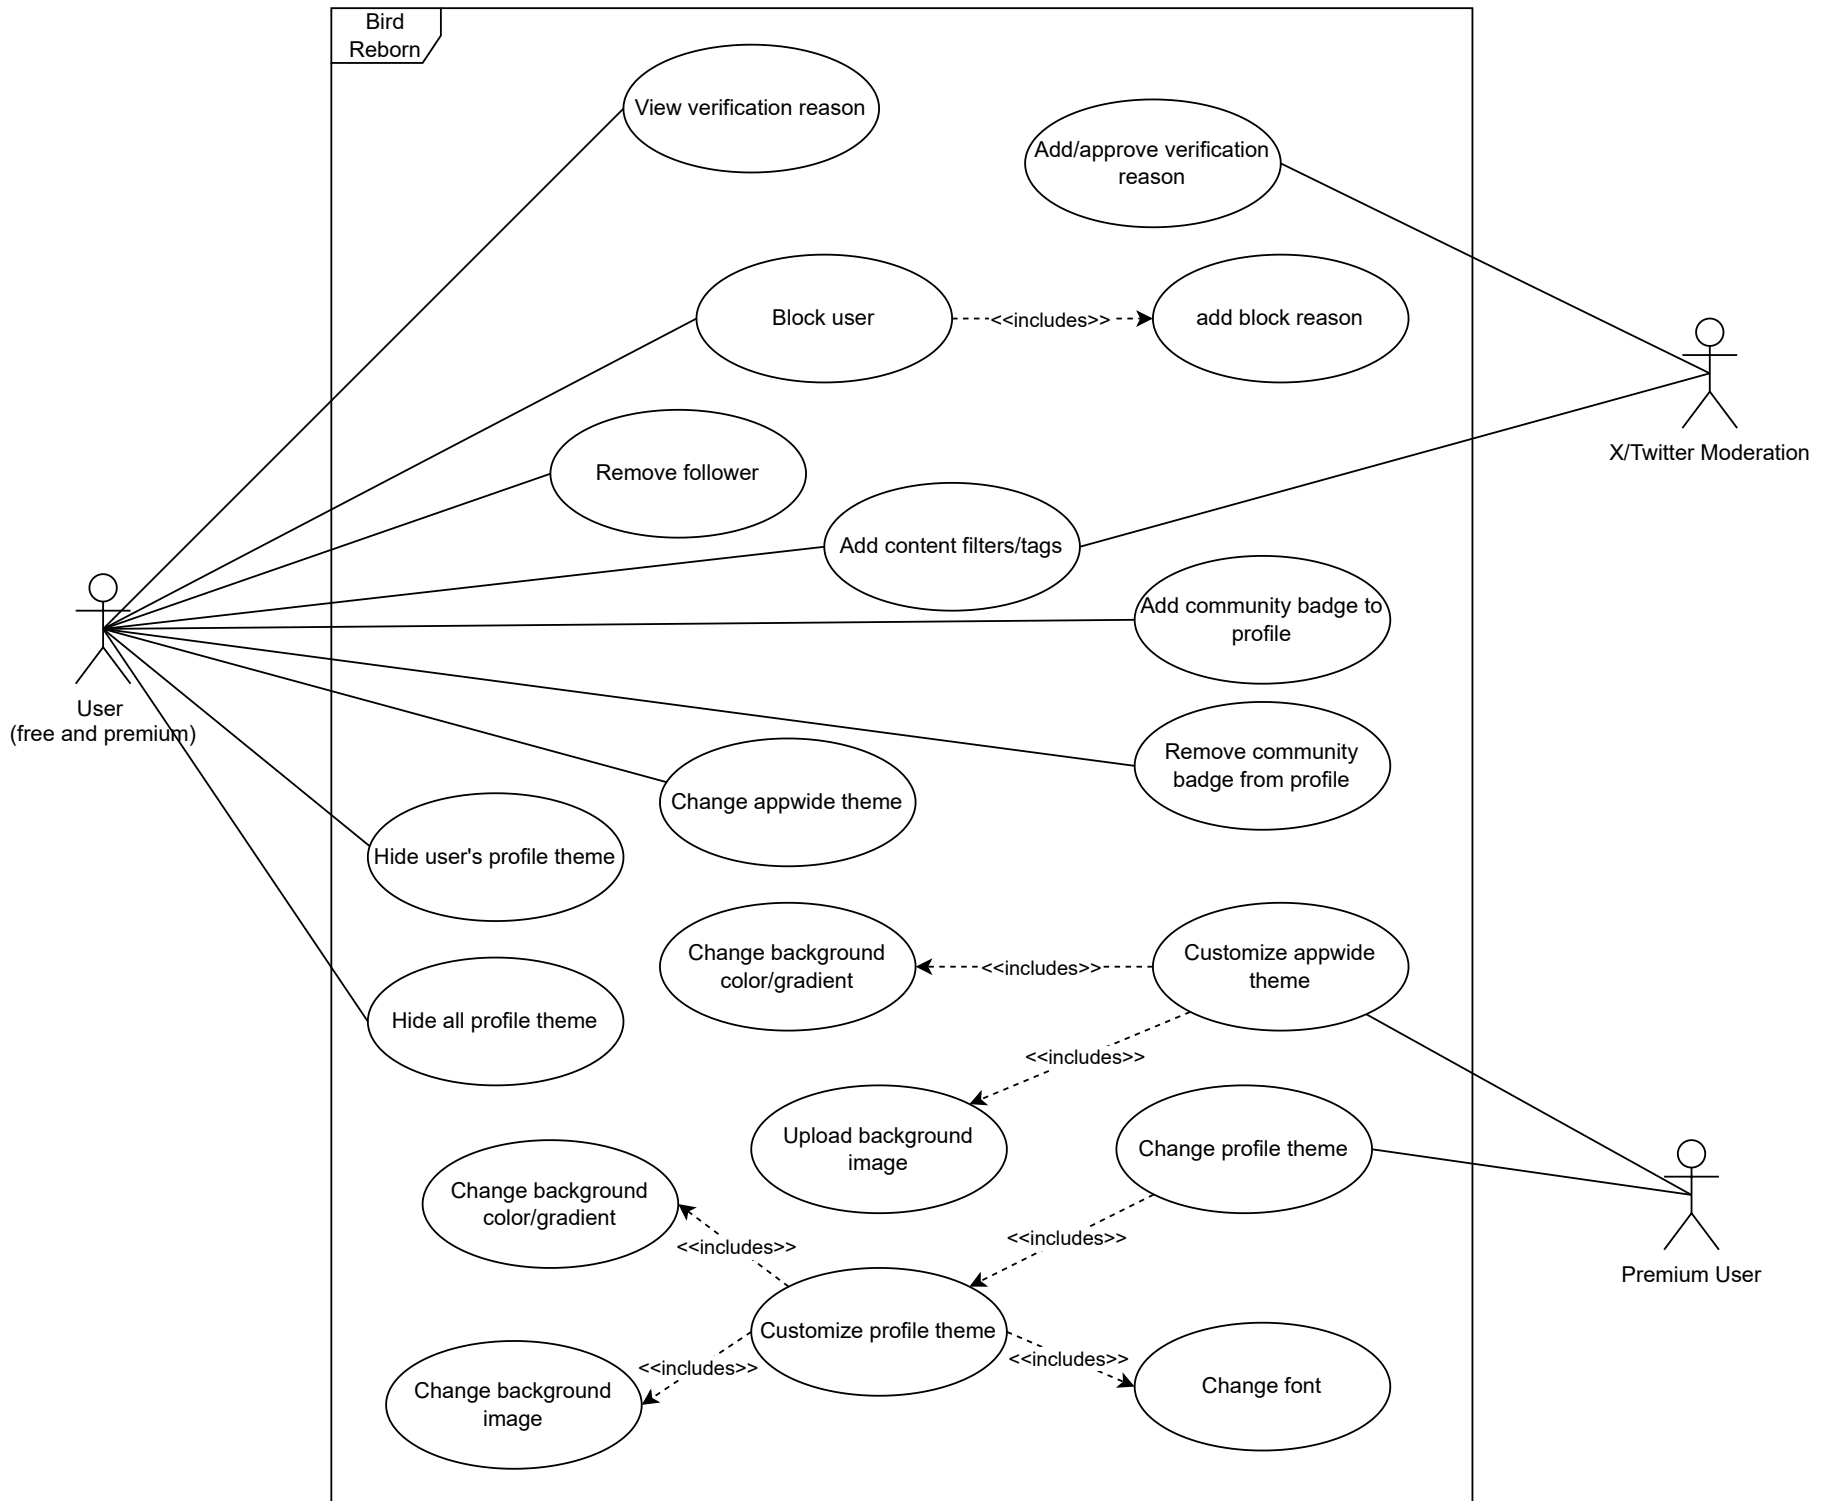 Bird
Reborn
View verification reason
Add/approve verification
reason
Block user
<<includes>>
add block reason
X/Twitter Moderation
Remove follower
Add content filters/tags
Add community badge to
profile
User
(free and premium)
Remove community
badge from profile
Change appwide theme
Hide user's profile theme
Change background
color/gradient
<<includes>>
Customize appwide
theme
Hide all profile theme
<<includes>>
Upload background
image
Change profile theme
Change background
color/gradient
<<includes>>
<<includes>>
Premium User
Customize profile theme
<<includes>>
<<includes>>
Change background
image
Change font